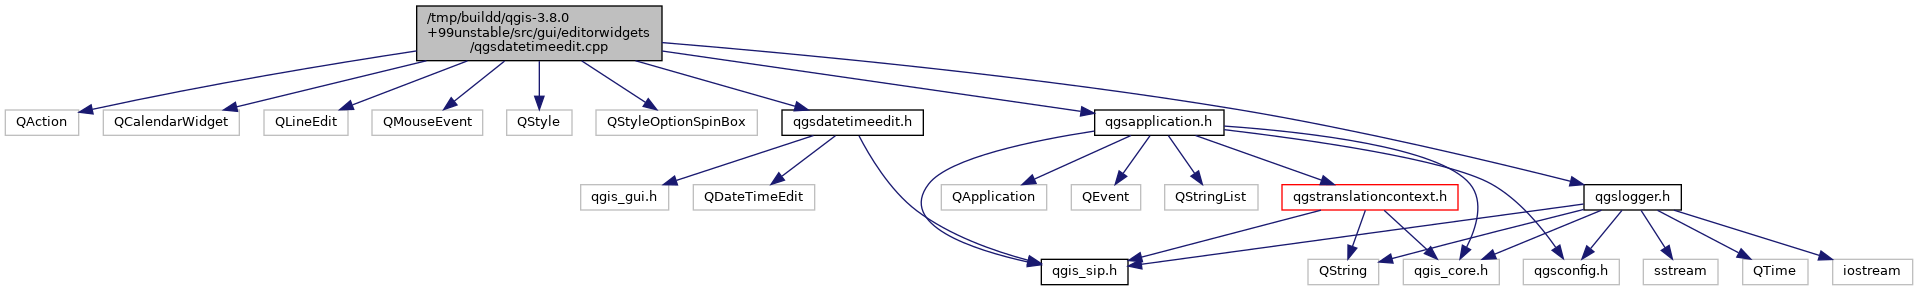 /tmp/buildd/qgis-3.8.0
+99unstable/src/gui/editorwidgets
/qgsdatetimeedit.cpp
QAction
QCalendarWidget
QLineEdit
QMouseEvent
QStyle
QStyleOptionSpinBox
qgsdatetimeedit.h
qgsapplication.h
qgis_gui.h
QDateTimeEdit
QApplication
QEvent
QStringList
qgstranslationcontext.h
qgslogger.h
qgis_sip.h
QString
qgis_core.h
qgsconfig.h
sstream
QTime
iostream